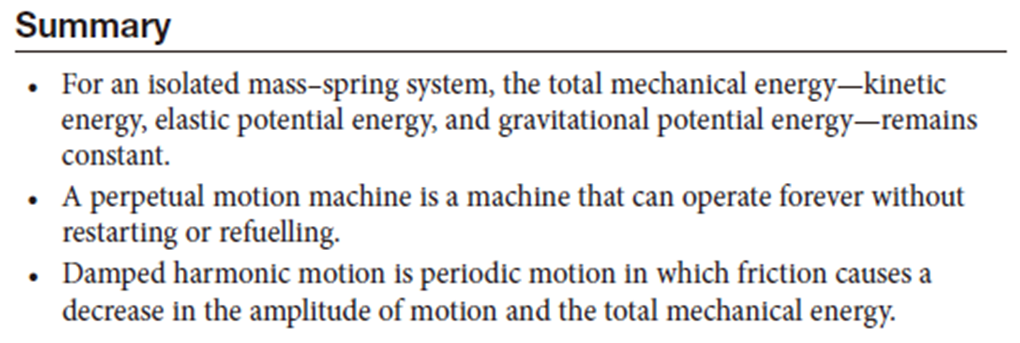 Summary
• For an isolated mass–spring system, the total mechanical energy—kinetic
energy, elastic potential energy, and gravitational potential energy—remains
constant.
• A perpetual motion machine is a machine that can operate forever without
restarting or refuelling.
• Damped harmonic motion is periodic motion in which friction causes a
decrease in the amplitude of motion and the total mechanical energy.